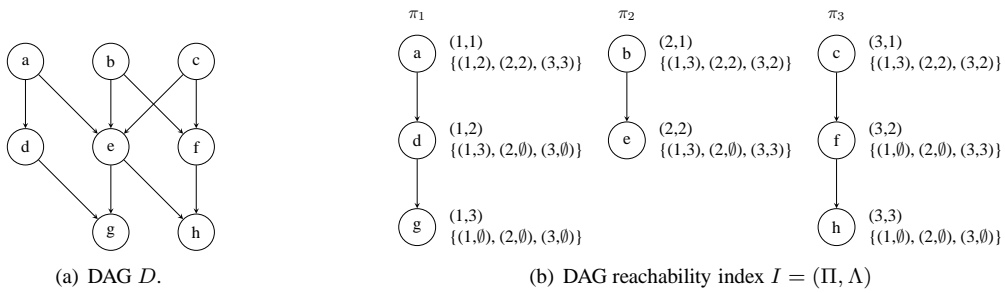 π1 π2 π3
a b c
d e f
g h
a (1,1)
{(1,2), (2,2), (3,3)}
b (2,1)
{(1,3), (2,2), (3,2)}
c (3,1)
{(1,3), (2,2), (3,2)}
d (1,2)
{(1,3), (2,∅), (3,∅)}
e (2,2)
{(1,3), (2,∅), (3,3)}
f (3,2)
{(1,∅), (2,∅), (3,3)}
g (1,3)
{(1,∅), (2,∅), (3,∅)}
h (3,3)
{(1,∅), (2,∅), (3,∅)}
(a) DAG D.
(b) DAG reachability index I = (Π, Λ)